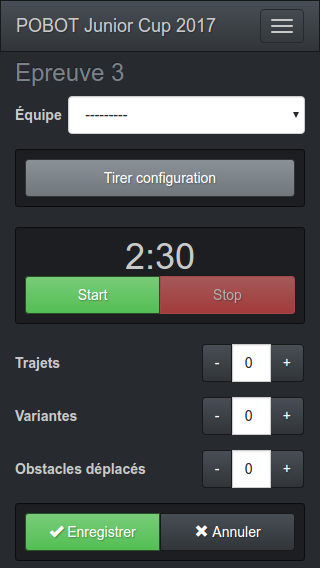 POBOT Junior Cup 2017
Epreuve 3
Équipe ---------
Tirer configuration
2:30
Start Stop
Trajets - 0 +
Variantes - 0 +
Obstacles déplacés - 0 +
Enregistrer Annuler